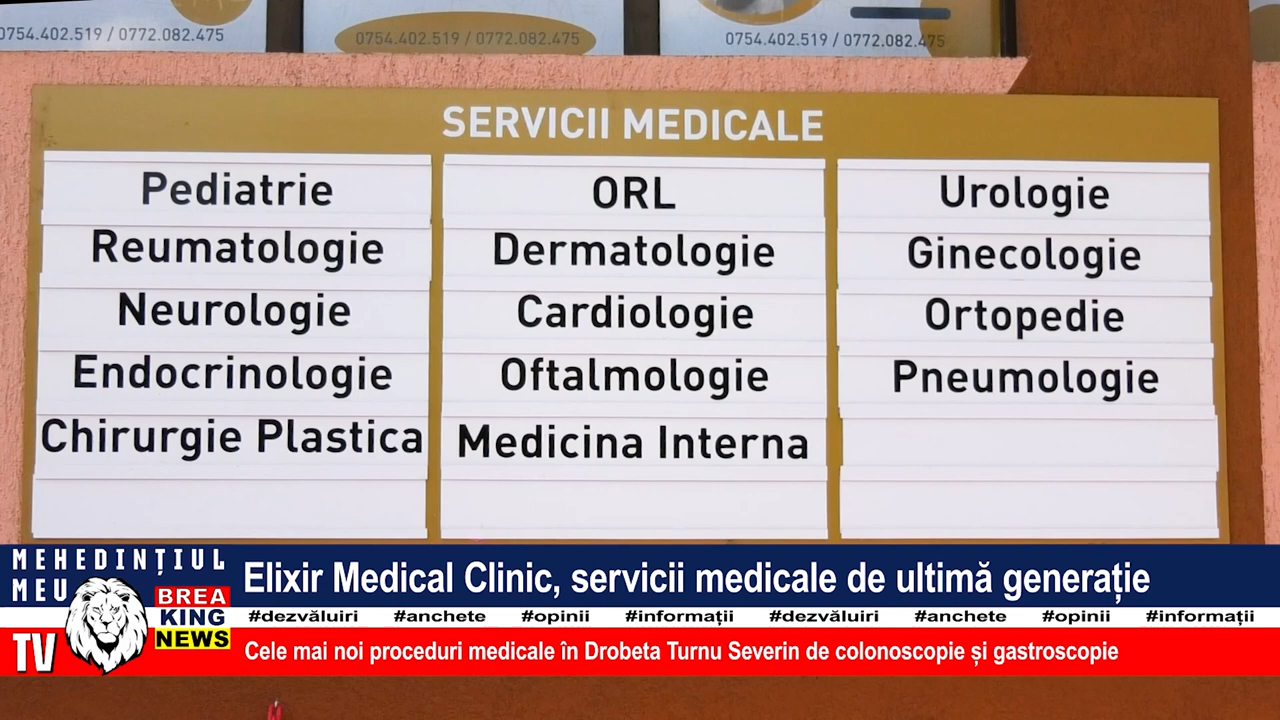 0754.402.519 / 0772.082.475
0754.402.519 / 0772.082.475
0754.402.519 / 0772.082.475
SERVICII MEDICALE
Pediatrie
Reumatologie
Neurologie
Endocrinologie
Chirurgie Plastica
ORL
Dermatologie
Cardiologie
Oftalmologie
Medicina Interna
Urologie
Ginecologie
Ortopedie
Pneumologie
MEHEDINȚIUL
MEU
TV
BREA
KING
NEWS
Elixir Medical Clinic, servicii medicale de ultimă generație
#dezvăluiri #anchete #opinii #informații #dezvăluiri #anchete #opinii #informații
Cele mai noi proceduri medicale în Drobeta Turnu Severin de colonoscopie și gastroscopie